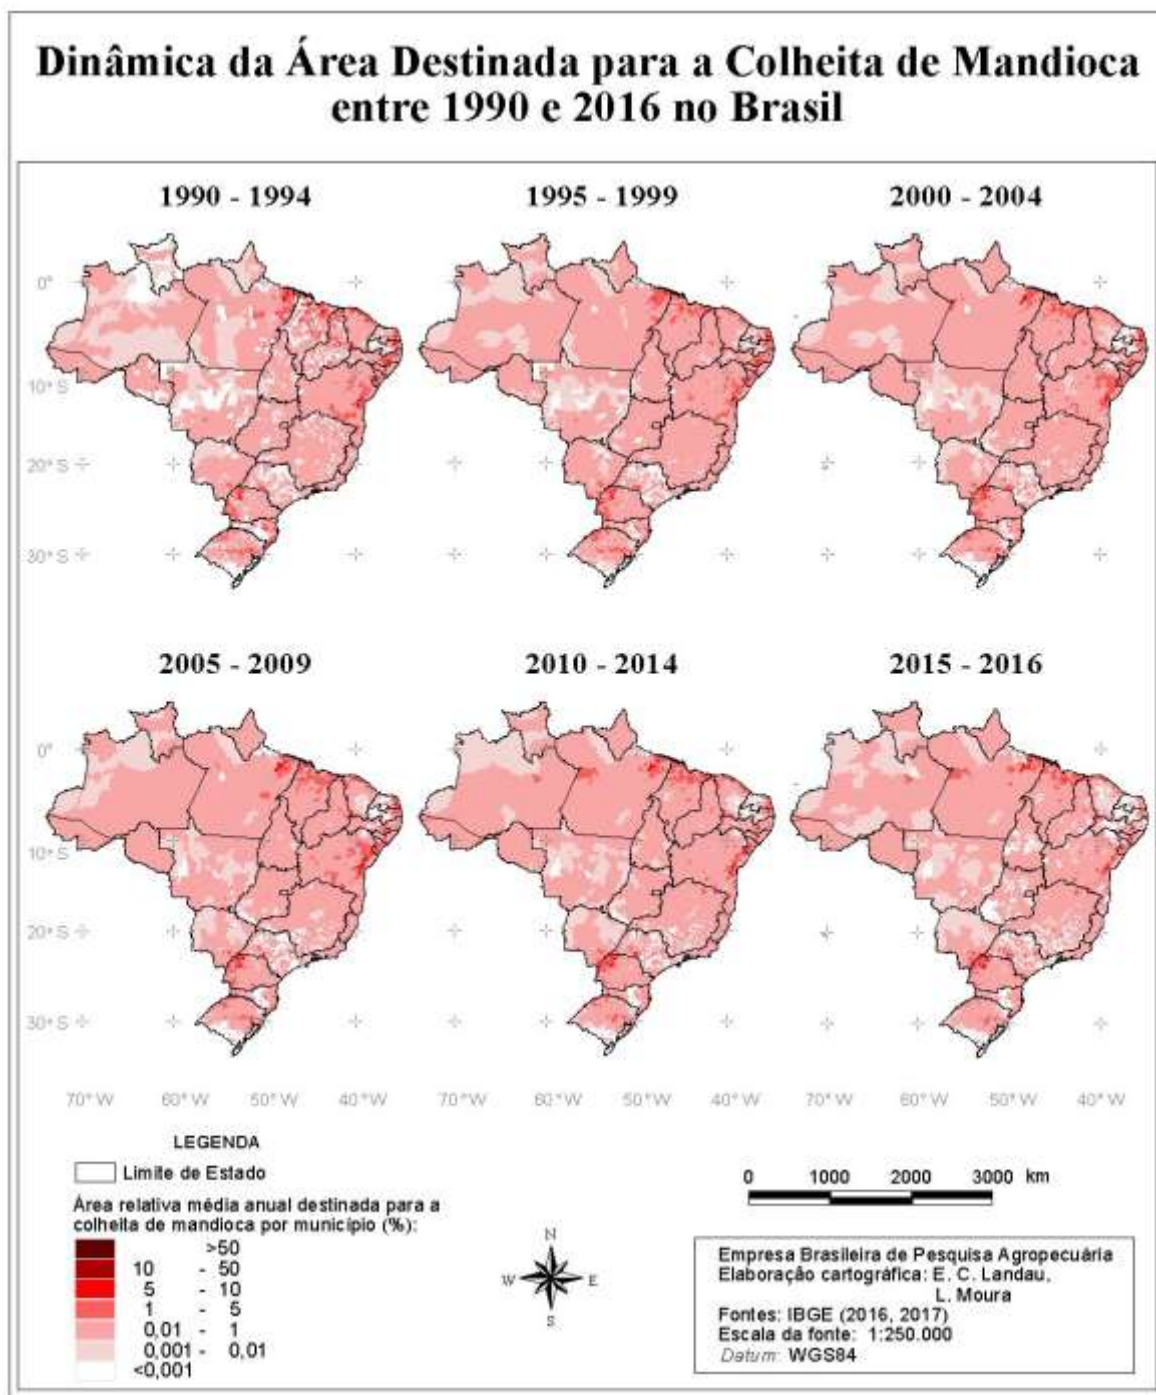 Dinâmica da Área Destinada para a Colheita de Mandioca
entre 1990 e 2016 no Brasil
1990 - 1994
1995 - 1999
2000 - 2004
0°
10° S
20° S
30° S
2005 - 2009
2010 - 2014
2015 - 2016
0°
10° S
20° S
30° S
70° W 60° W 50° W 40° W
70° W 60° W 50° W 40° W
70° W 60° W 50° W 40° W
LEGENDA
Limite de Estado
Área relativa média anual destinada para a
colheita de mandioca por município (%):
>50
10 - 50
5 - 10
1 - 5
0,01 - 1
0,001 - 0,01
<0,001
N
W E
S
0 1000 2000 3000 km
Empresa Brasileira de Pesquisa Agropecuária
Elaboração cartográfica: E. C. Landau,
L. Moura
Fontes: IBGE (2016, 2017)
Escala da fonte: 1:250.000
Datum: WGS84